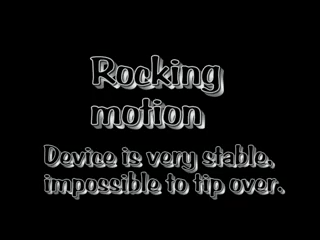 Rocking
motion
Device is very stable,
impossible to tip over.